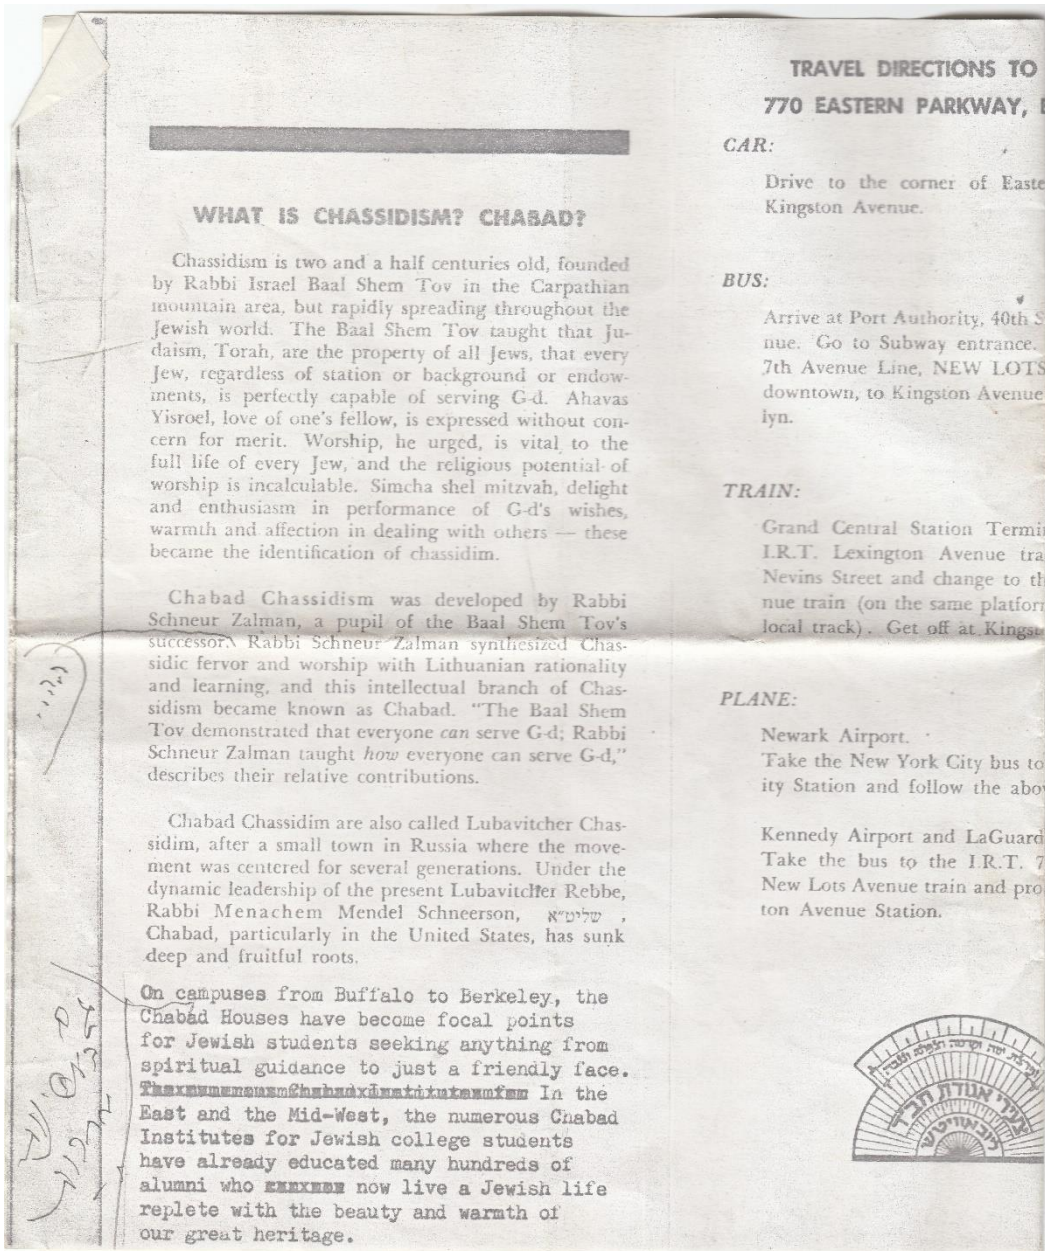 WHAT IS CHASSIDISM? CHABAD?
Chassidism is two and a half centuries old, founded
by Rabbi Israel Baal Shem Tov in the Carpathian
mountain area, but rapidly spreading throughout the
Jewish world. The Baal Shem Tov taught that Ju-
daism, Torah, are the property of all Jews, that every
Jew, regardless of station or background or endow-
ments, is perfectly capable of serving G-d. Ahavas
Yisroel, love of one's fellow, is expressed without con-
cern for merit. Worship, he urged, is vital to the
full life of every Jew, and the religious potential of
worship is incalculable. Simcha shel mitzvah, delight
and enthusiasm in performance of G-d's wishes,
warmth and affection in dealing with others — these
became the identification of chassidim.
Chabad Chassidism was developed by Rabbi
Schneur Zalman, a pupil of the Baal Shem Tov's
successor. Rabbi Schneur Zalman synthesized Chas-
sidic fervor and worship with Lithuanian rationality
and learning, and this intellectual branch of Chas-
sidism became known as Chabad. "The Baal Shem
Tov demonstrated that everyone can serve G-d; Rabbi
Schneur Zalman taught how everyone can serve G-d,"
describes their relative contributions.
Chabad Chassidim are also called Lubavitcher Chas-
sidim, after a small town in Russia where the move-
ment was centered for several generations. Under the
dynamic leadership of the present Lubavitcher Rebbe,
Rabbi Menachem Mendel Schneerson, שליט"א ,
Chabad, particularly in the United States, has sunk
deep and fruitful roots.
On campuses from Buffalo to Berkeley, the
Chabad Houses have become focal points
for Jewish students seeking anything from
spiritual guidance to just a friendly face.
In the
East and the Mid-West, the numerous Chabad
Institutes for Jewish college students
have already educated many hundreds of
alumni who now live a Jewish life
replete with the beauty and warmth of
our great heritage.
TRAVEL DIRECTIONS TO
770 EASTERN PARKWAY,
CAR:
Drive to the corner of Easte
Kingston Avenue.
BUS:
Arrive at Port Authority, 40th S
nue. Go to Subway entrance.
7th Avenue Line, NEW LOTS
downtown, to Kingston Avenue
lyn.
TRAIN:
Grand Central Station Termi
I.R.T. Lexington Avenue tra
Nevins Street and change to th
nue train (on the same platfor
local track). Get off at Kingst
PLANE:
Newark Airport.
Take the New York City bus to
ity Station and follow the abo
Kennedy Airport and LaGuard
Take the bus to the I.R.T. 7
New Lots Avenue train and pro
ton Avenue Station.
צעירי אגודת חב"ד
ליובאוויטש